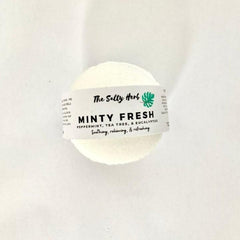 The Salty Herb
MINTY FRESH
PEPPERMINT, TEA TREE, & EUCALYPTUS
Soothing, relaxing, & refreshing